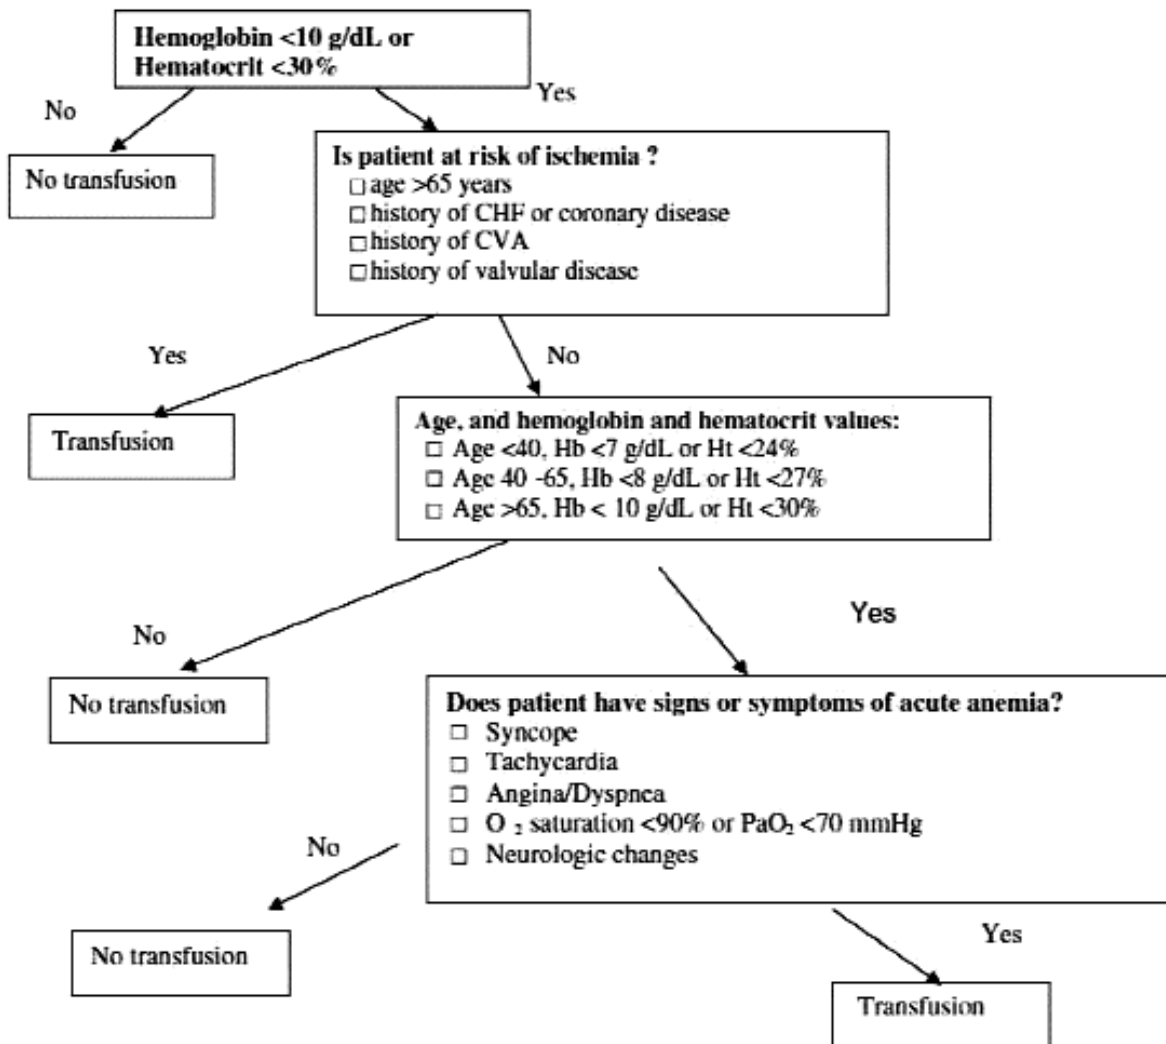 Hemoglobin <10 g/dL or
Hematocrit <30%
No
Yes
No transfusion
Is patient at risk of ischemia ?
□ age >65 years
□ history of CHF or coronary disease
□ history of CVA
□ history of valvular disease
Yes
No
Transfusion
Age, and hemoglobin and hematocrit values:
□ Age <40, Hb <7 g/dL or Ht <24%
□ Age 40 -65, Hb <8 g/dL or Ht <27%
□ Age >65, Hb < 10 g/dL or Ht <30%
No
Yes
No transfusion
Does patient have signs or symptoms of acute anemia?
□ Syncope
□ Tachycardia
□ Angina/Dyspnea
□ O ₂ saturation <90% or PaO₂ <70 mmHg
□ Neurologic changes
No
Yes
No transfusion
Transfusion